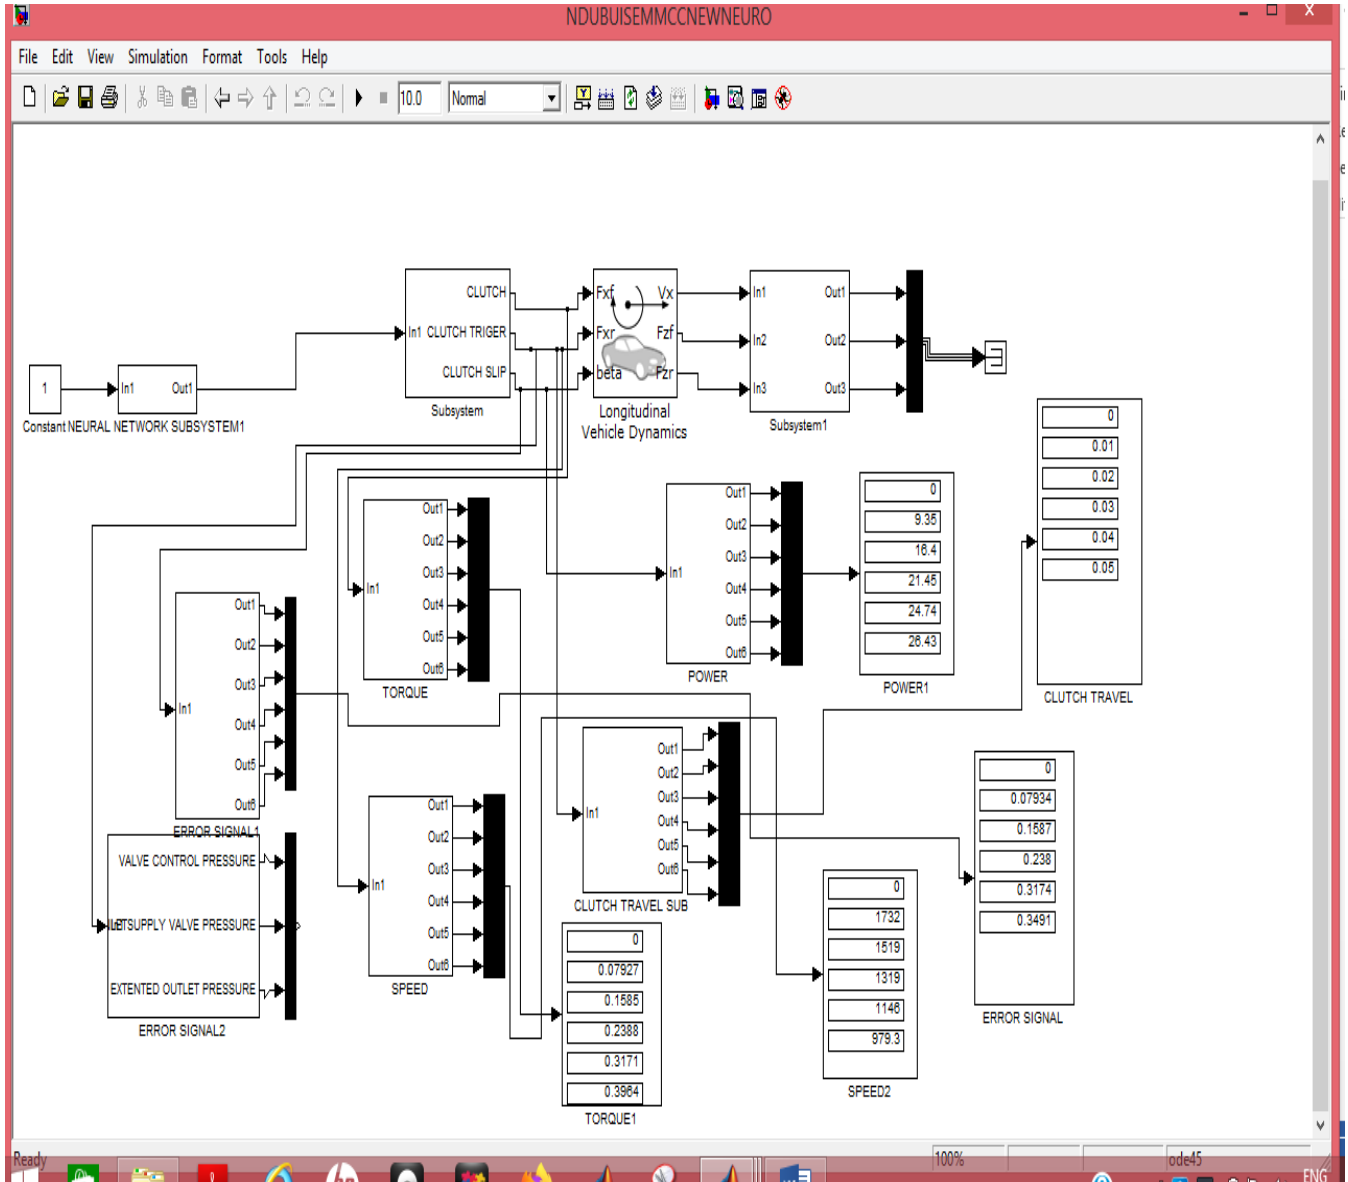 NDUBUISEMMCCNEWNEURO
File Edit View Simulation Format Tools Help
10.0 Normal
CLUTCH
In1 CLUTCH TRIGER
CLUTCH SLIP
Subsystem
Fxf Vx
Fxr Fzf
beta Fzr
Longitudinal
Vehicle Dynamics
In1 Out1
In2 Out2
In3 Out3
Subsystem1
1
Constant
In1 Out1
NEURAL NETWORK SUBSYSTEM1
0
0.01
0.02
0.03
0.04
0.05
CLUTCH TRAVEL
Out1
Out2
Out3
In1
Out4
Out5
Out6
TORQUE
Out1
Out2
Out3
In1
Out4
Out5
Out6
POWER
0
9.35
16.4
21.45
24.74
26.43
POWER1
Out1
Out2
Out3
In1
Out4
Out5
Out6
ERROR SIGNAL1
VALVE CONTROL PRESSURE
SUPPLY VALVE PRESSURE
EXTENTED OUTLET PRESSURE
ERROR SIGNAL2
Out1
Out2
Out3
In1
Out4
Out5
Out6
SPEED
Out1
Out2
Out3
In1
Out4
Out5
Out6
CLUTCH TRAVEL SUB
0
0.07927
0.1585
0.2388
0.3171
0.3964
TORQUE1
0
1732
1519
1319
1146
979.3
SPEED2
0
0.07934
0.1587
0.238
0.3174
0.3491
ERROR SIGNAL
Ready 100% ode45
ENG